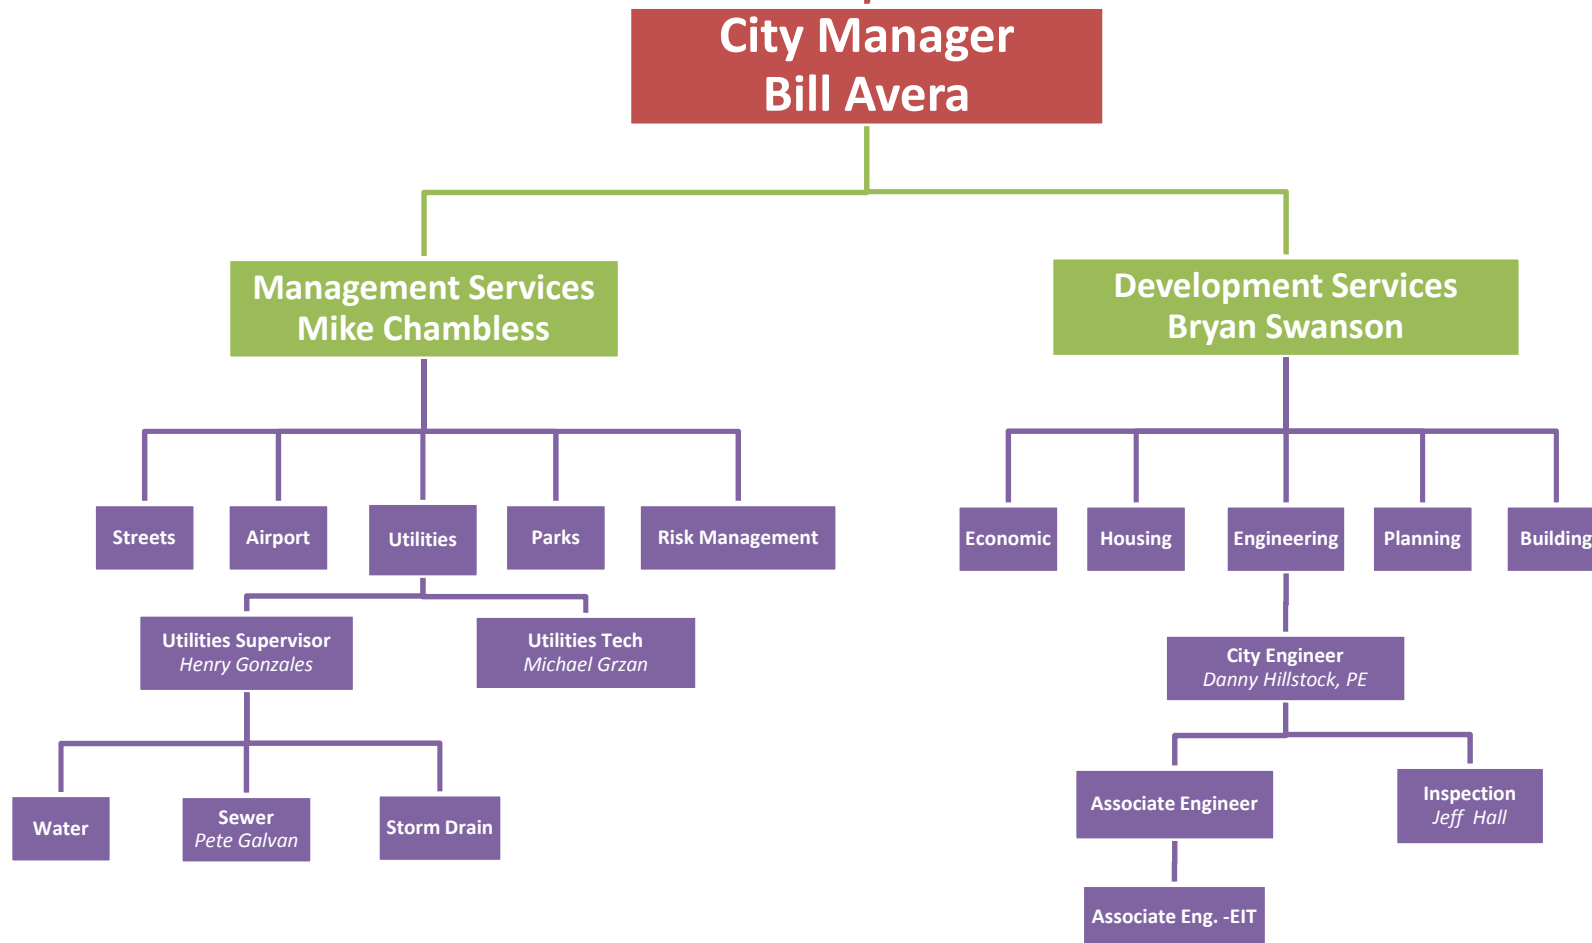 City Manager
Bill Avera
Management Services
Mike Chambless
Development Services
Bryan Swanson
Streets
Airport
Utilities
Parks
Risk Management
Economic
Housing
Engineering
Planning
Building
Utilities Supervisor
Henry Gonzales
Utilities Tech
Michael Grzan
City Engineer
Danny Hillstock, PE
Water
Sewer
Pete Galvan
Storm Drain
Associate Engineer
Inspection
Jeff Hall
Associate Eng. -EIT